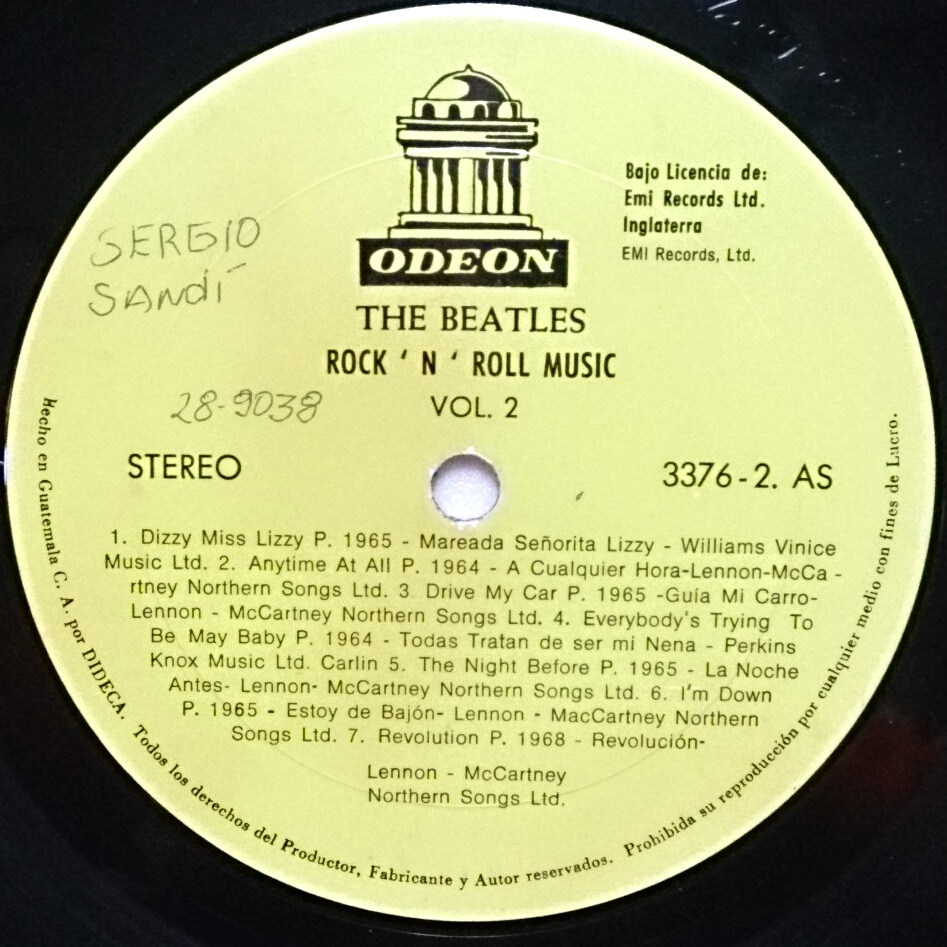 Bajo Licencia de:
Emi Records Ltd.
Inglaterra
EMI Records, Ltd.
SERGIO
SANDÍ
ODEON
THE BEATLES
ROCK ‘ N ‘ ROLL MUSIC
VOL. 2
28-9038
STEREO
3376-2. AS
1. Dizzy Miss Lizzy P. 1965 - Mareada Señorita Lizzy - Williams Vinice
Music Ltd. 2. Anytime At All P. 1964 - A Cualquier Hora-Lennon-McCa -
rtney Northern Songs Ltd. 3 Drive My Car P. 1965 -Guía Mi Carro-
Lennon - McCartney Northern Songs Ltd. 4. Everybody's Trying To
Be May Baby P. 1964 - Todas Tratan de ser mi Nena - Perkins
Knox Music Ltd. Carlin 5. The Night Before P. 1965 - La Noche
Antes- Lennon- McCartney Northern Songs Ltd. 6. I'm Down
P. 1965 - Estoy de Bajón- Lennon - MacCartney Northern
Songs Ltd. 7. Revolution P. 1968 - Revolución-
Lennon - McCartney
Northern Songs Ltd.
Hecho en Guatemala C. A. por DIDECA. Todos los derechos del Productor, Fabricante y Autor reservados. Prohibida su reproducción por cualquier medio con fines de Lucro.